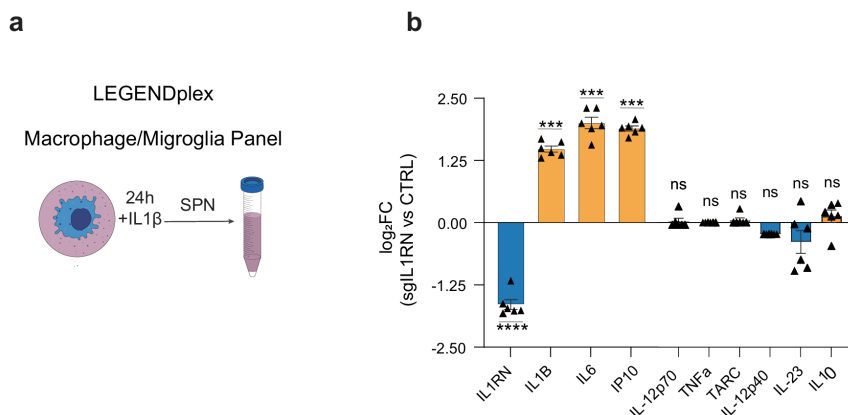 a
LEGENDplex
Macrophage/Migroglia Panel
24h
+IL1β
SPN
b
log₂FC
(sgIL1RN vs CTRL)
2.50
1.25
0.00
-1.25
-2.50
****
***
***
***
ns
ns
ns
ns
ns
ns
IL1RN
IL1B
IL6
IP10
IL-12p70
TNFa
TARC
IL-12p40
IL-23
IL10